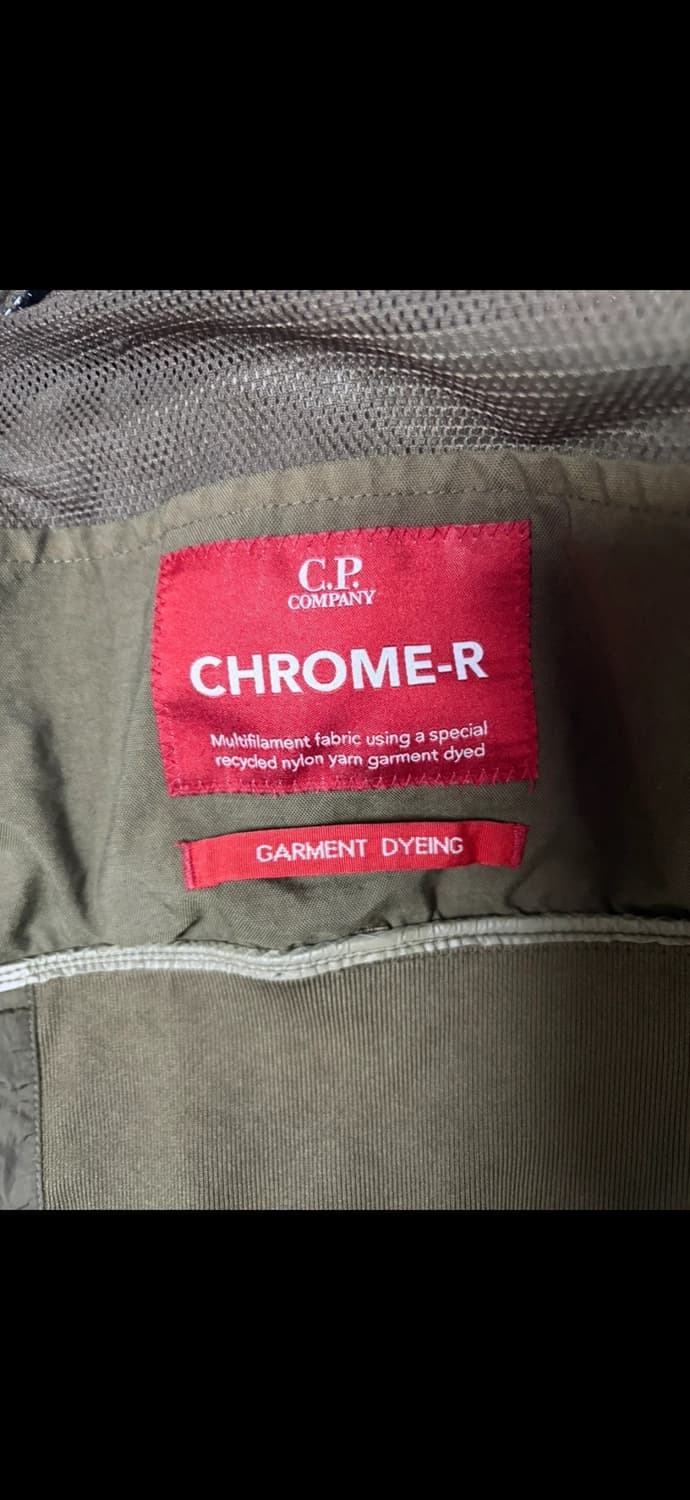 C.P.
COMPANY
CHROME-R
Multifilament fabric using a special
recycled nylon yarn garment dyed
GARMENT DYEING